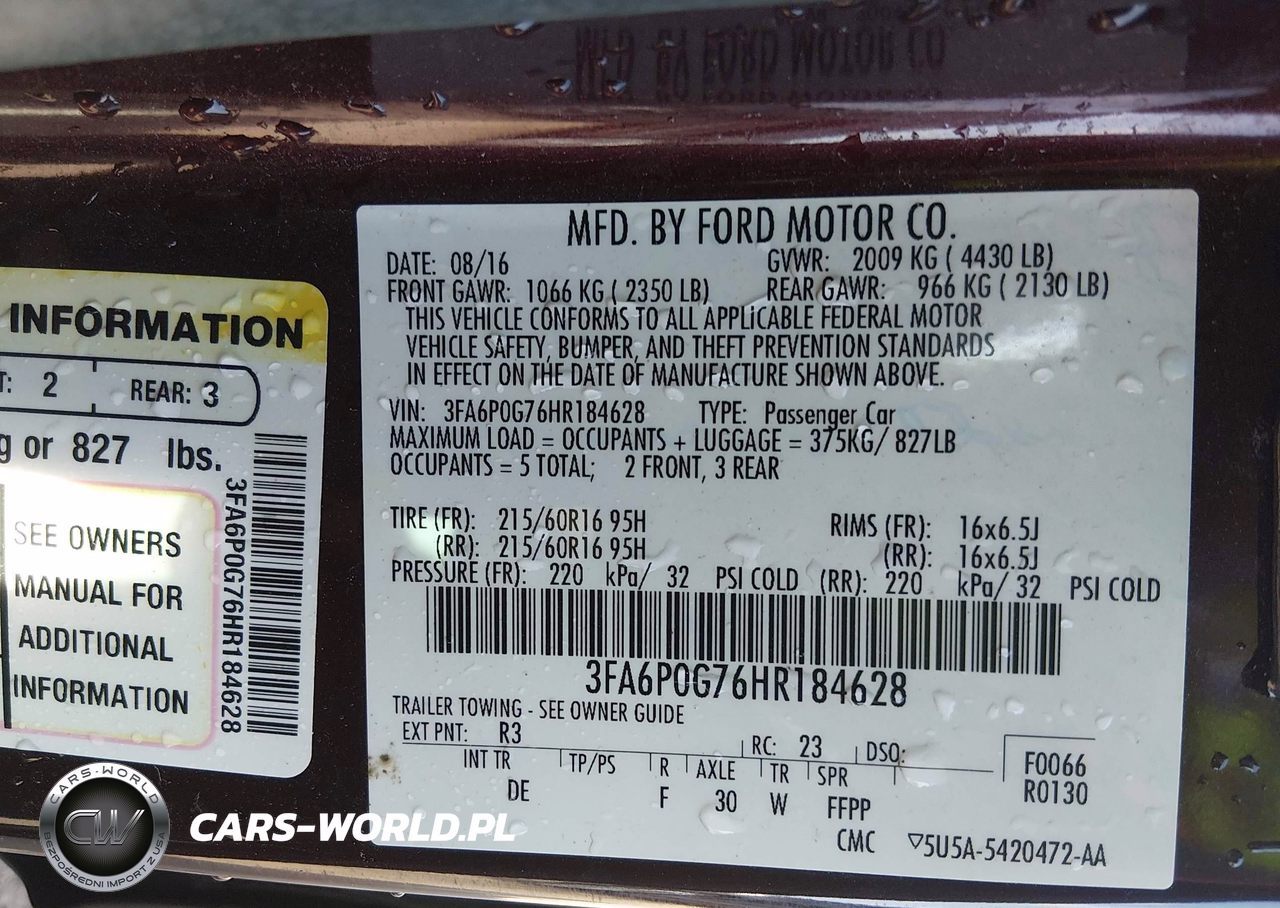 MFD. BY FORD MOTOR CO.
DATE: 08/16 GVWR: 2009 KG ( 4430 LB)
FRONT GAWR: 1066 KG ( 2350 LB) REAR GAWR: 966 KG ( 2130 LB)
THIS VEHICLE CONFORMS TO ALL APPLICABLE FEDERAL MOTOR
VEHICLE SAFETY, BUMPER, AND THEFT PREVENTION STANDARDS
IN EFFECT ON THE DATE OF MANUFACTURE SHOWN ABOVE.
VIN: 3FA6P0G76HR184628 TYPE: Passenger Car
MAXIMUM LOAD = OCCUPANTS + LUGGAGE = 375KG/ 827LB
OCCUPANTS = 5 TOTAL; 2 FRONT, 3 REAR
TIRE (FR): 215/60R16 95H RIMS (FR): 16x6.5J
(RR): 215/60R16 95H (RR): 16x6.5J
PRESSURE (FR): 220 kPa/ 32 PSI COLD (RR): 220 kPa/ 32 PSI COLD
3FA6P0G76HR184628
TRAILER TOWING - SEE OWNER GUIDE
EXT PNT: R3 RC: 23 DSO:
INT TR TP/PS R AXLE TR SPR
DE F 30 W FFPP
F0066
R0130
CMC ▽5U5A-5420472-AA
INFORMATION
T: 2 REAR: 3
g or 827 lbs.
SEE OWNERS
MANUAL FOR
ADDITIONAL
INFORMATION
3FA6P0G76HR184628
CARS-WORLD
CW
BEZPOŚREDNI IMPORT Z USA
CARS-WORLD.PL